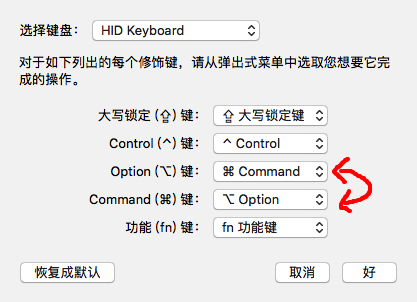 选择键盘： HID Keyboard
对于如下列出的每个修饰键，请从弹出式菜单中选取您想要它完
成的操作。
大写锁定 (⇪) 键： ⇪ 大写锁定键
Control (^) 键： ^ Control
Option (⌥) 键： ⌘ Command
Command (⌘) 键： ⌥ Option
功能 (fn) 键： fn 功能键
恢复成默认 取消 好